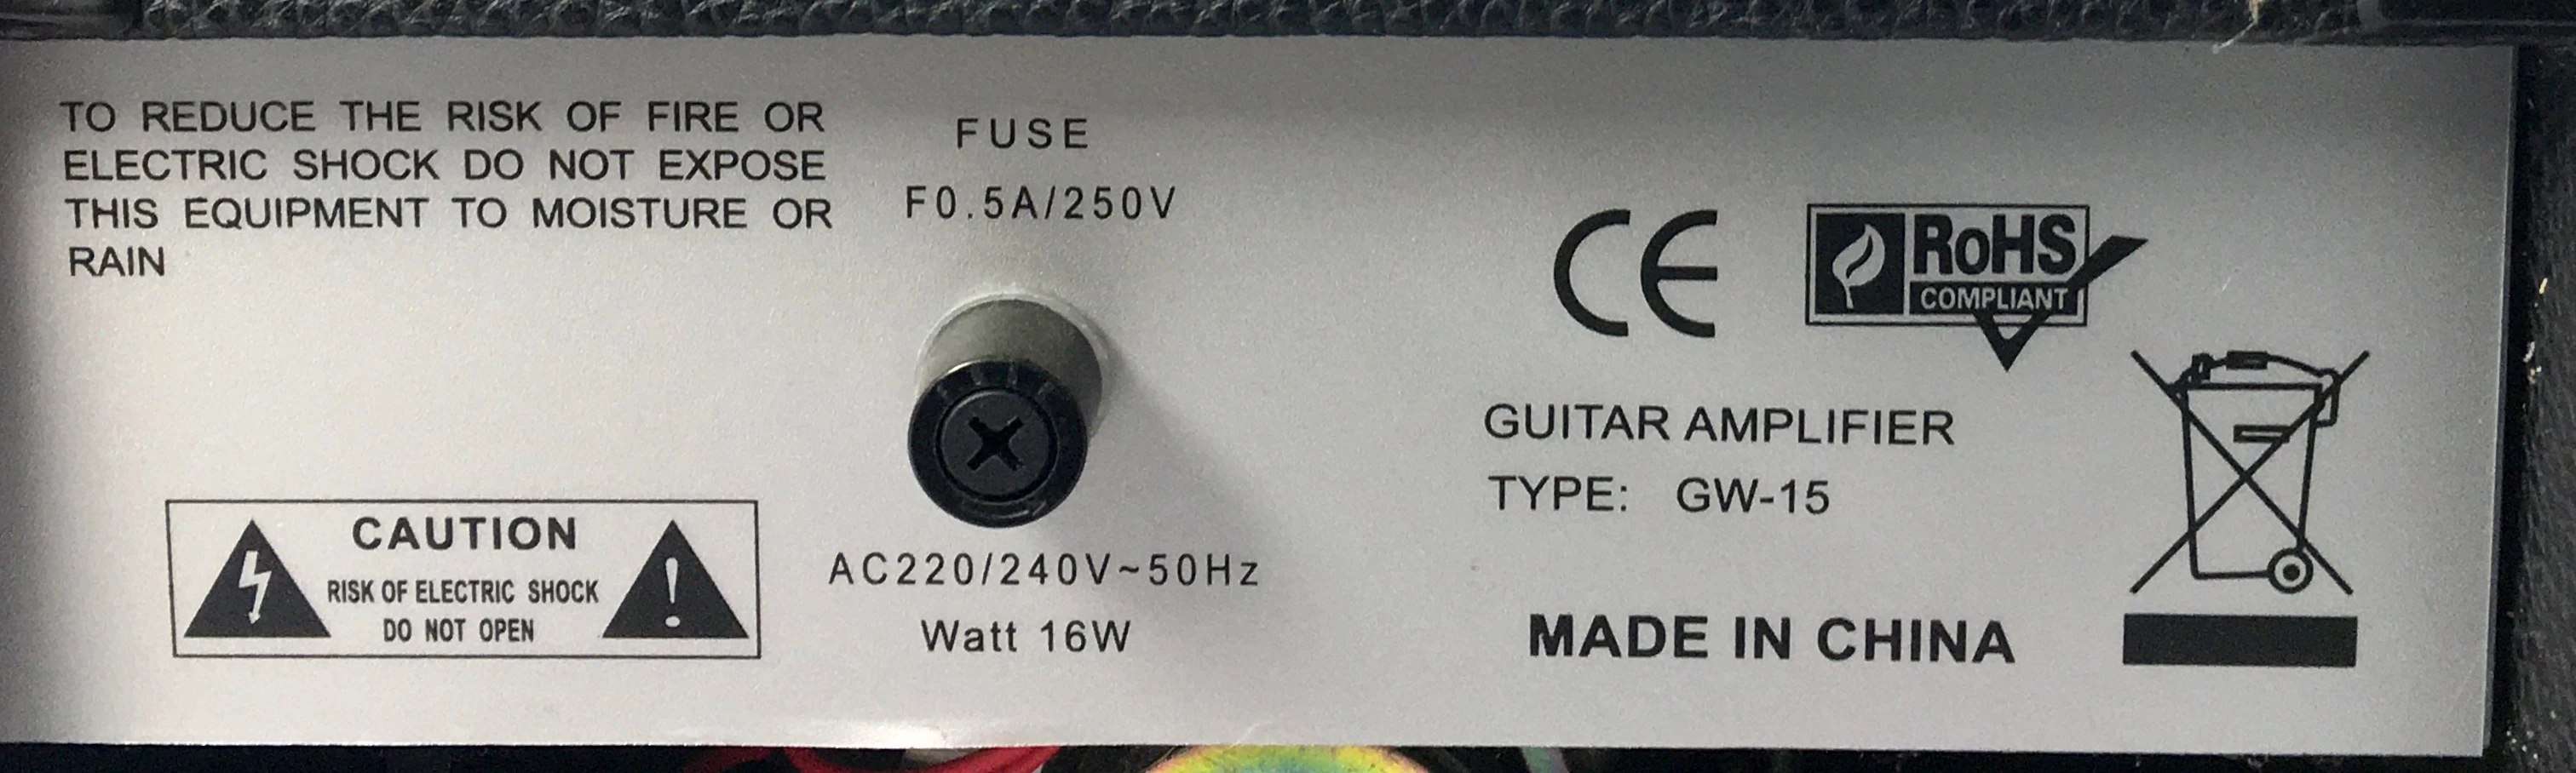 TO REDUCE THE RISK OF FIRE OR
ELECTRIC SHOCK DO NOT EXPOSE
THIS EQUIPMENT TO MOISTURE OR
RAIN
CAUTION
RISK OF ELECTRIC SHOCK
DO NOT OPEN
FUSE
F0.5A/250V
AC220/240V~50Hz
Watt 16W
CE
RoHS
COMPLIANT
GUITAR AMPLIFIER
TYPE: GW-15
MADE IN CHINA